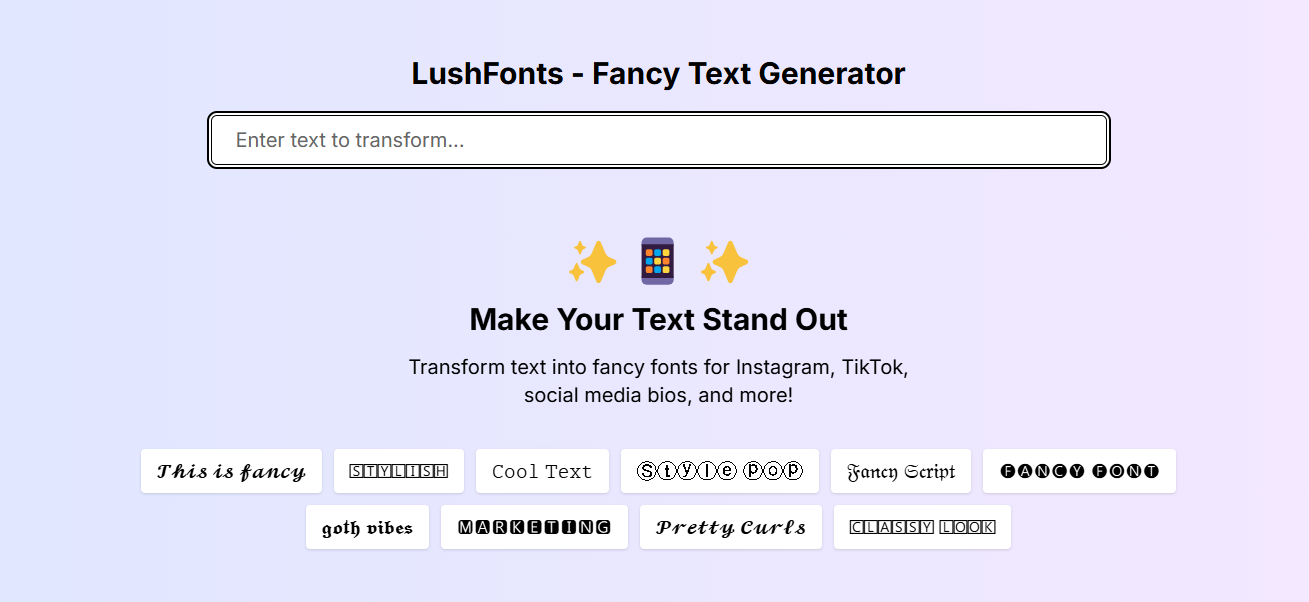 LushFonts - Fancy Text Generator
Enter text to transform...
Make Your Text Stand Out
Transform text into fancy fonts for Instagram, TikTok,
social media bios, and more!
𝓣𝓱𝓲𝓼 𝓲𝓼 𝓯𝓪𝓷𝓬𝔂 🅂🅃🅈🄻🄸🅂🄷 𝙲𝚘𝚘𝚕 𝚃𝚎𝚡𝚝 Ⓢⓣⓨⓛⓔ ⓟⓞⓟ 𝔉𝔞𝔫𝔠𝔶 𝔖𝔠𝔯𝔦𝔭𝔱 🅕🅐🅝🅒🅨 🅕🅞🅝🅣
𝖌𝖔𝖙𝖍 𝖛𝖎𝖇𝖊𝖘 🅼🅰🆁🅺🅴🆃🅸🅽🅶 𝓟𝓻𝓮𝓽𝓽𝔂 𝓒𝓾𝓻𝓵𝓼 🄲🄻🄰🅂🅂🅈 🄻🄾🄾🄺